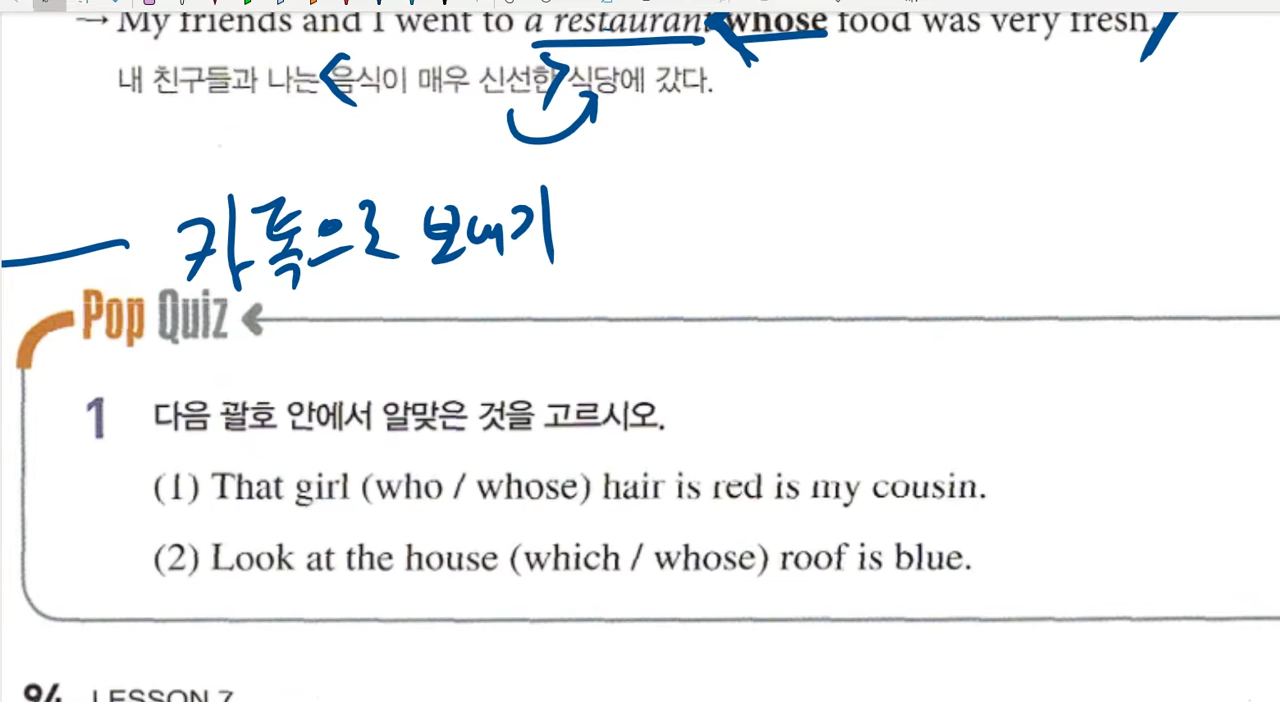 → My friends and I went to a restaurant whose food was very fresh.
내 친구들과 나는 음식이 매우 신선한 식당에 갔다.
카톡으로 보내기
Pop Quiz
1 다음 괄호 안에서 알맞은 것을 고르시오.
(1) That girl (who / whose) hair is red is my cousin.
(2) Look at the house (which / whose) roof is blue.
94 LESSON 7